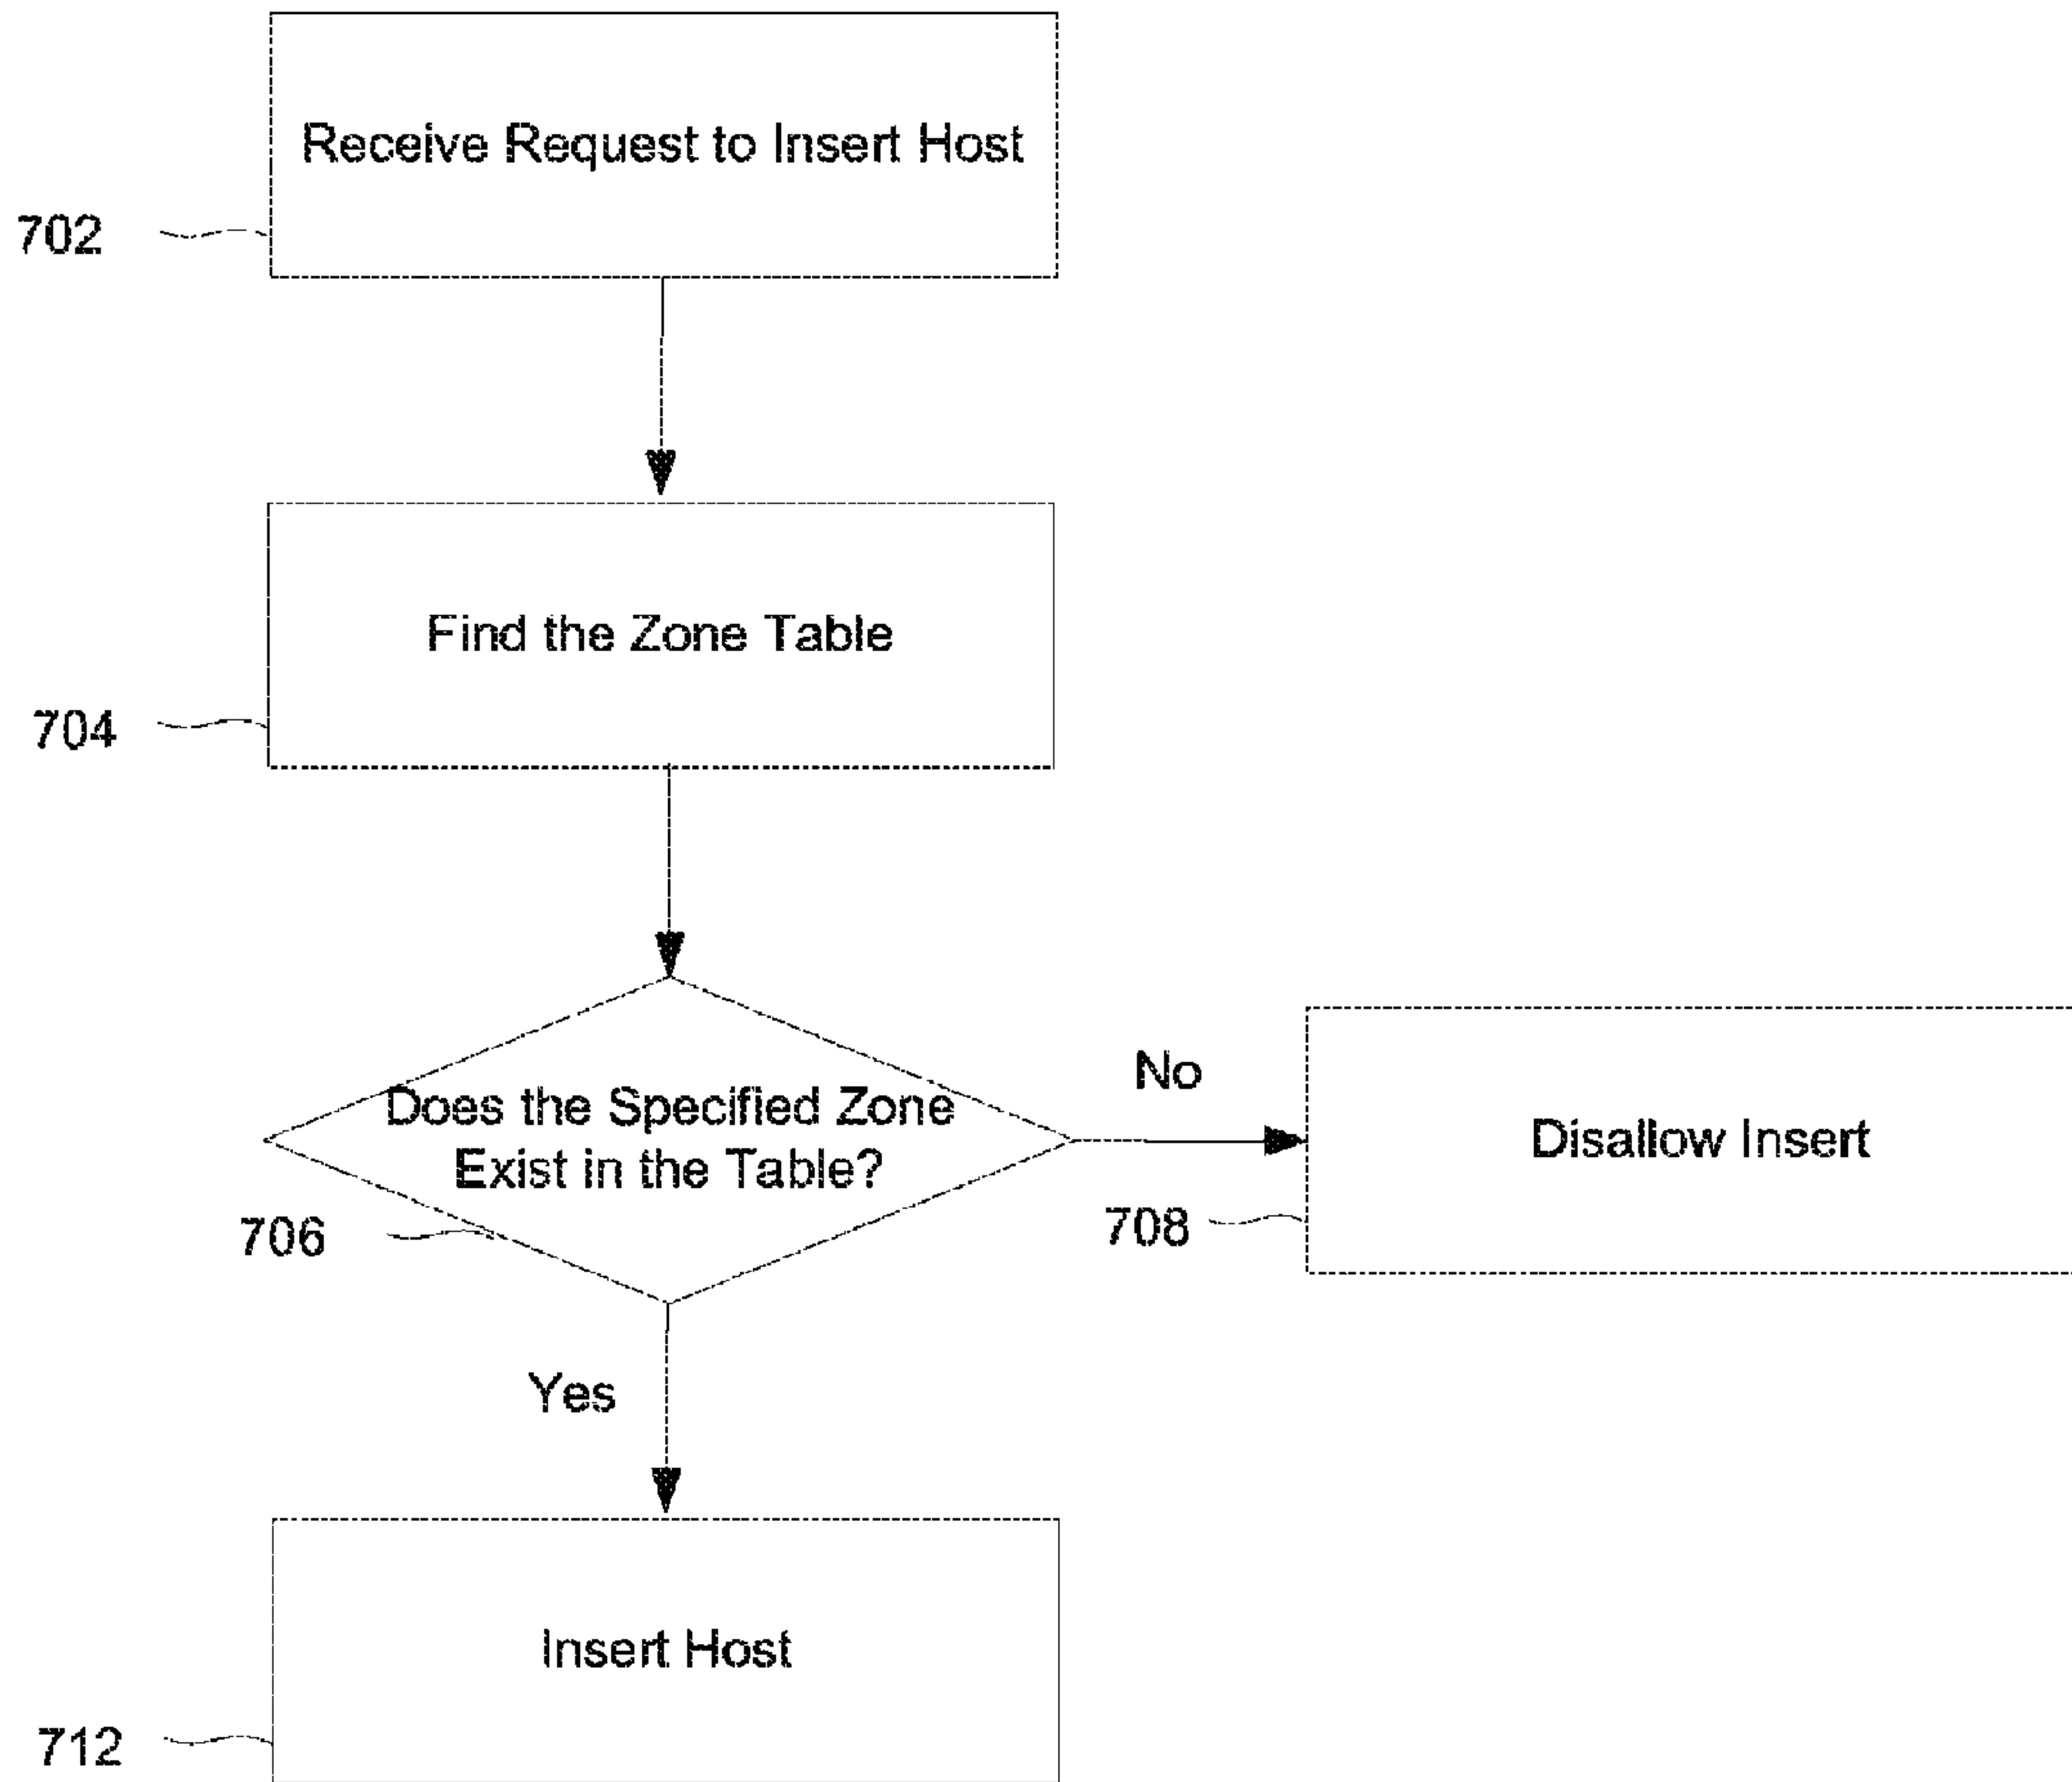 Receive Request to Insert Host
702
Find the Zone Table
704
Does the Specified Zone
Exist in the Table?
706
No
Disallow Insert
708
Yes
Insert Host
712